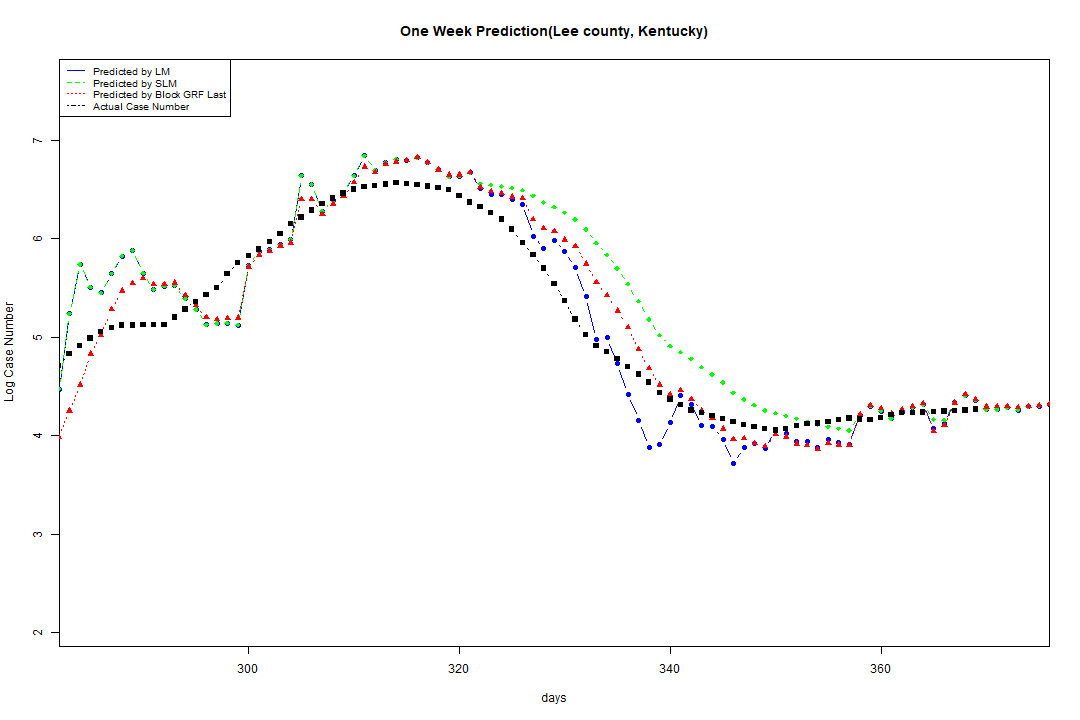 One Week Prediction(Lee county, Kentucky)
Predicted by LM
Predicted by SLM
Predicted by Block GRF Last
Actual Case Number
Log Case Number
7
6
5
4
3
2
300 320 340 360
days